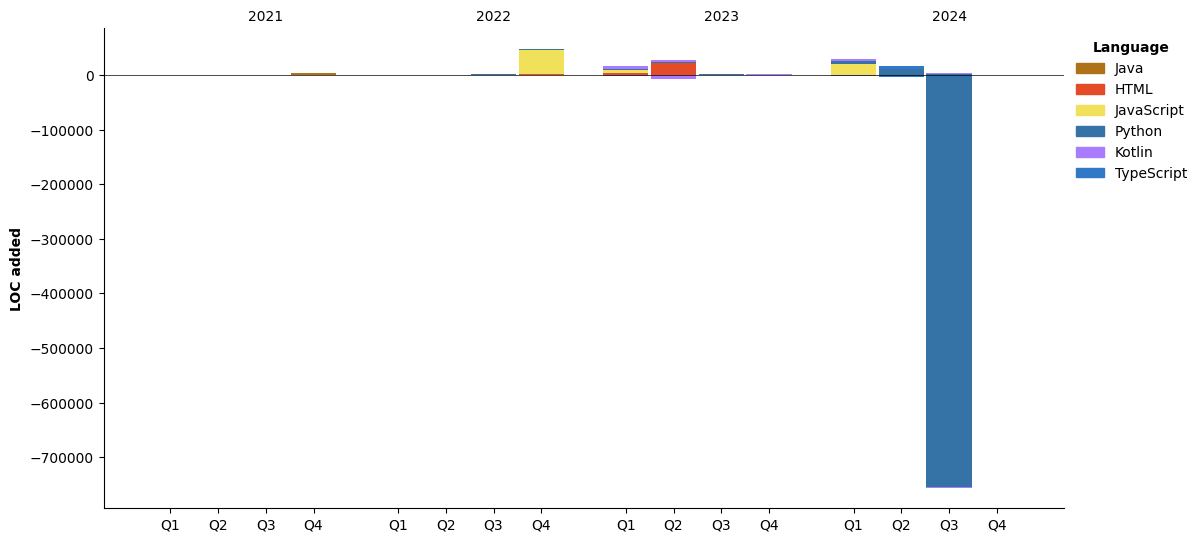 2021 2022 2023 2024
Language
Java
HTML
JavaScript
Python
Kotlin
TypeScript
LOC added
0
−100000
−200000
−300000
−400000
−500000
−600000
−700000
Q1 Q2 Q3 Q4 Q1 Q2 Q3 Q4 Q1 Q2 Q3 Q4 Q1 Q2 Q3 Q4